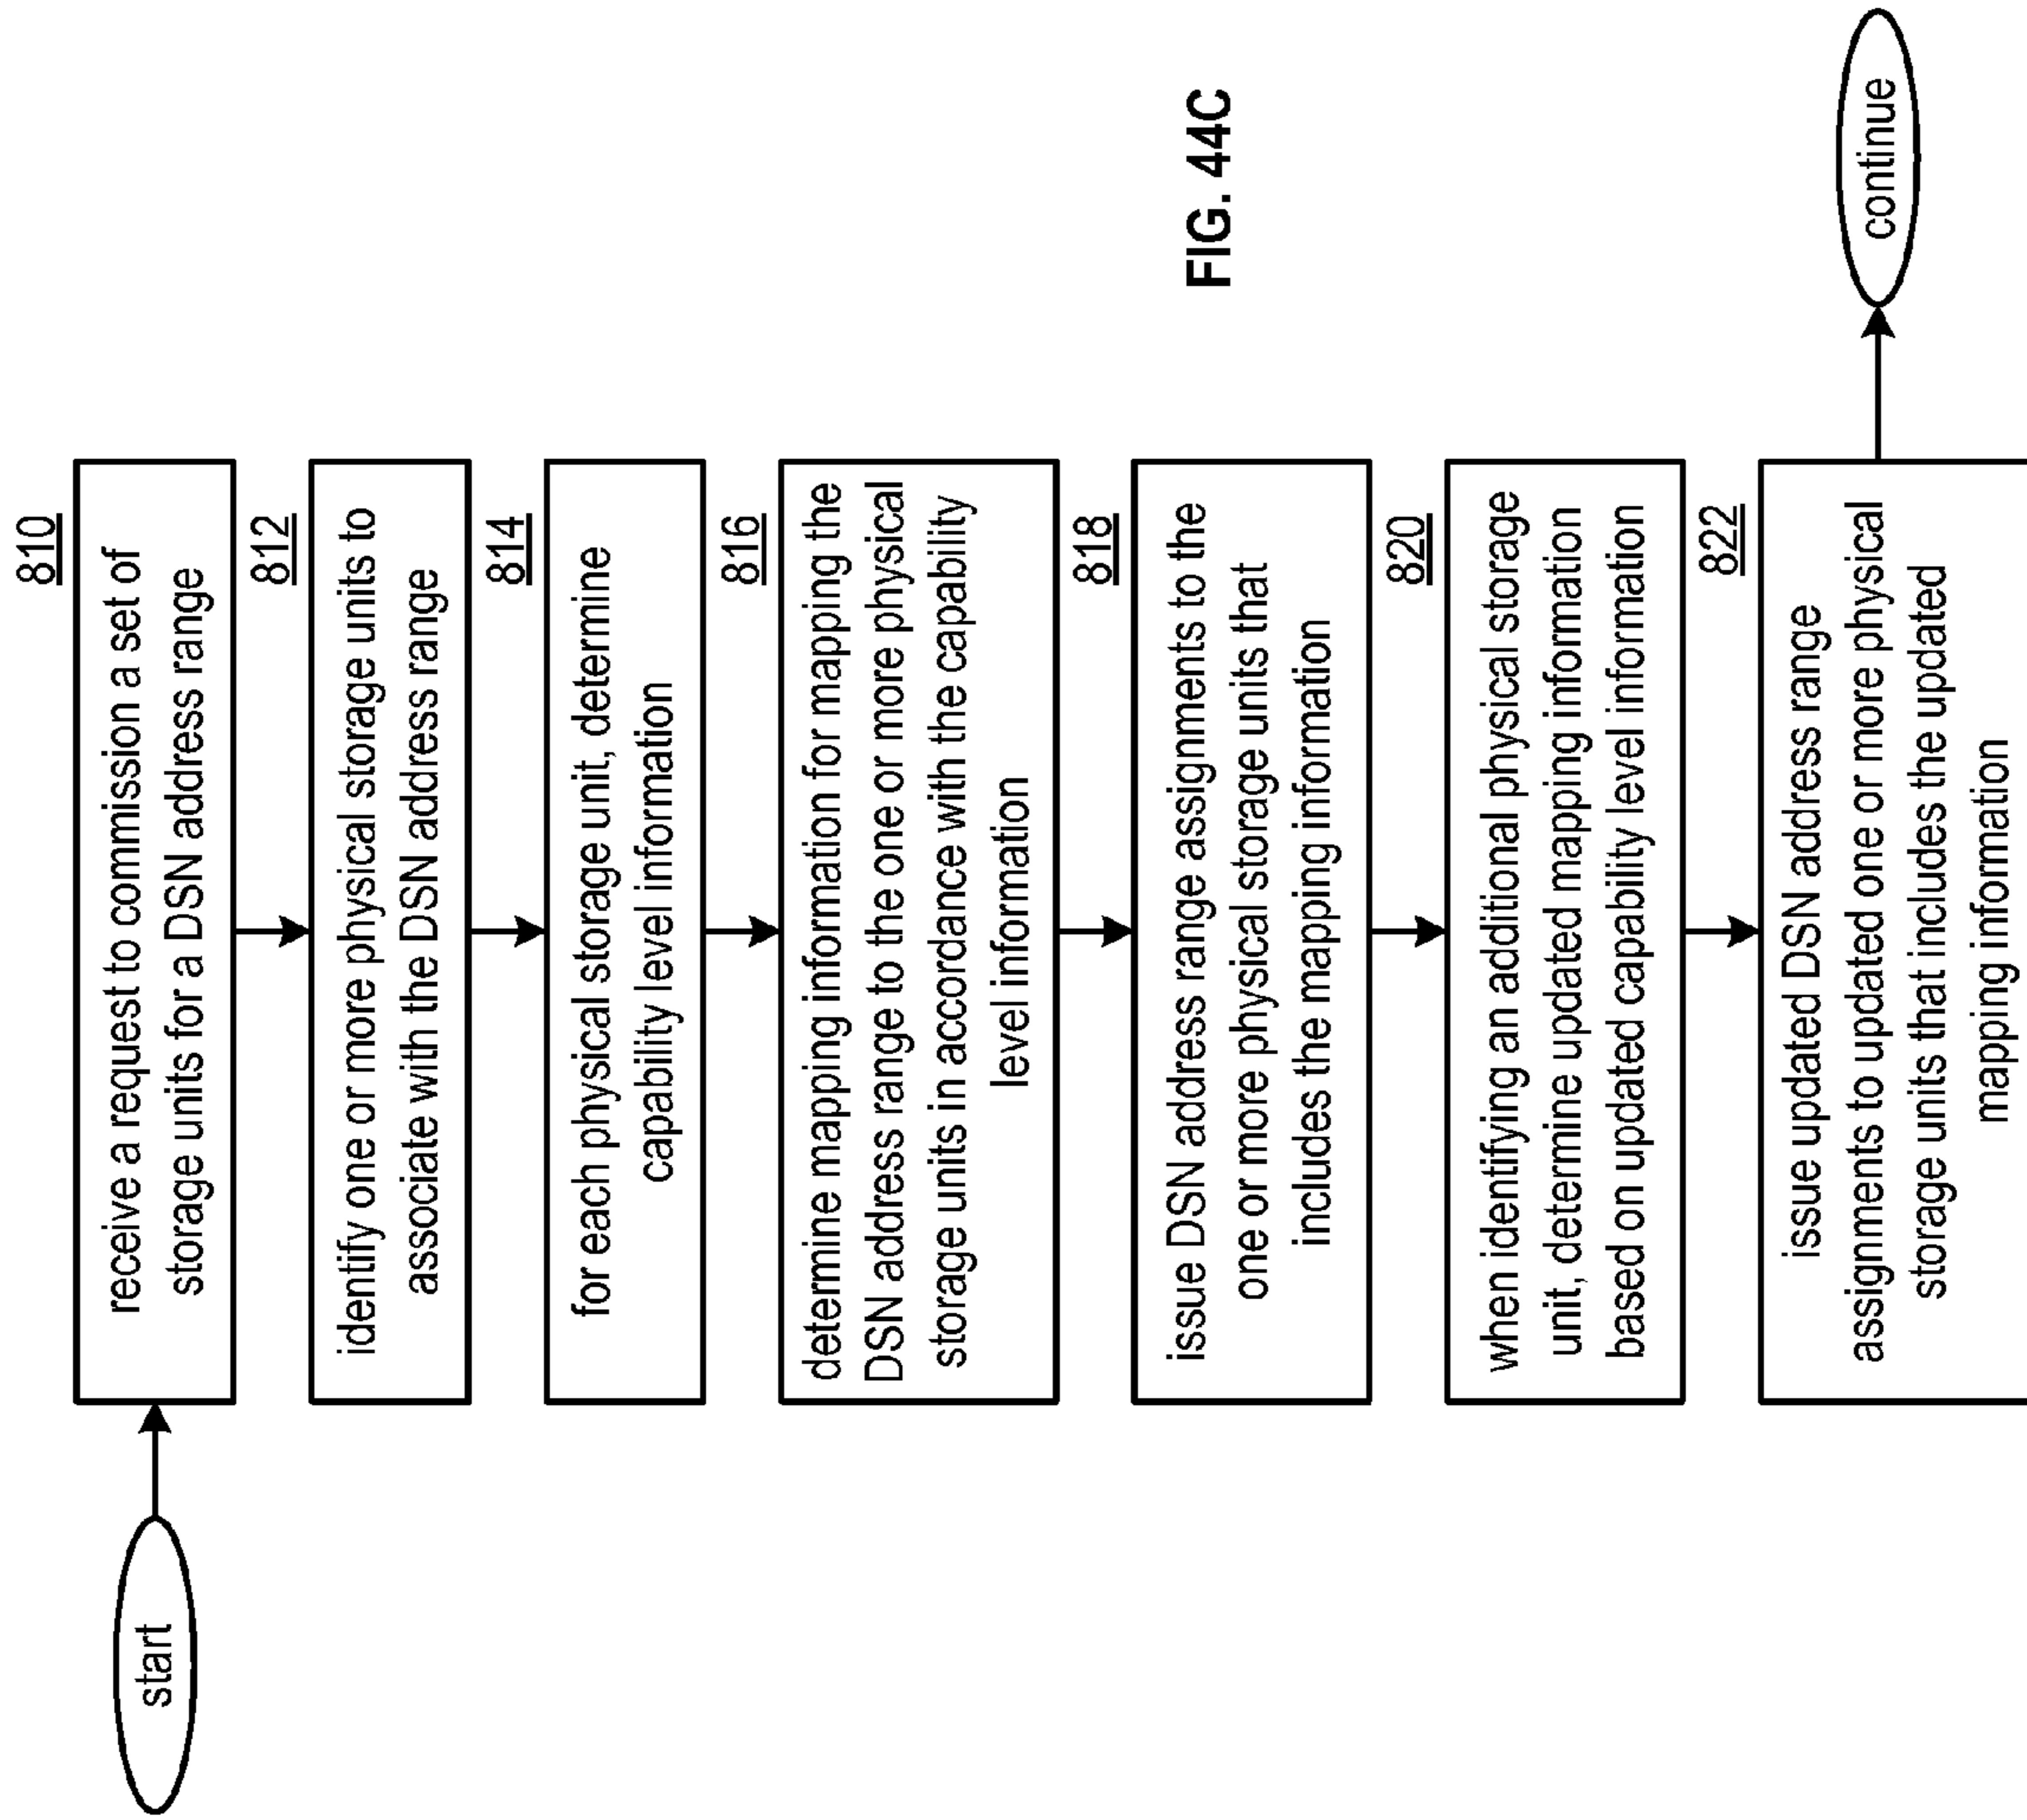 start
810
receive a request to commission a set of
storage units for a DSN address range
812
identify one or more physical storage units to
associate with the DSN address range
814
for each physical storage unit, determine
capability level information
816
determine mapping information for mapping the
DSN address range to the one or more physical
storage units in accordance with the capability
level information
818
issue DSN address range assignments to the
one or more physical storage units that
includes the mapping information
820
when identifying an additional physical storage
unit, determine updated mapping information
based on updated capability level information
822
issue updated DSN address range
assignments to updated one or more physical
storage units that includes the updated
mapping information
continue
FIG. 44C